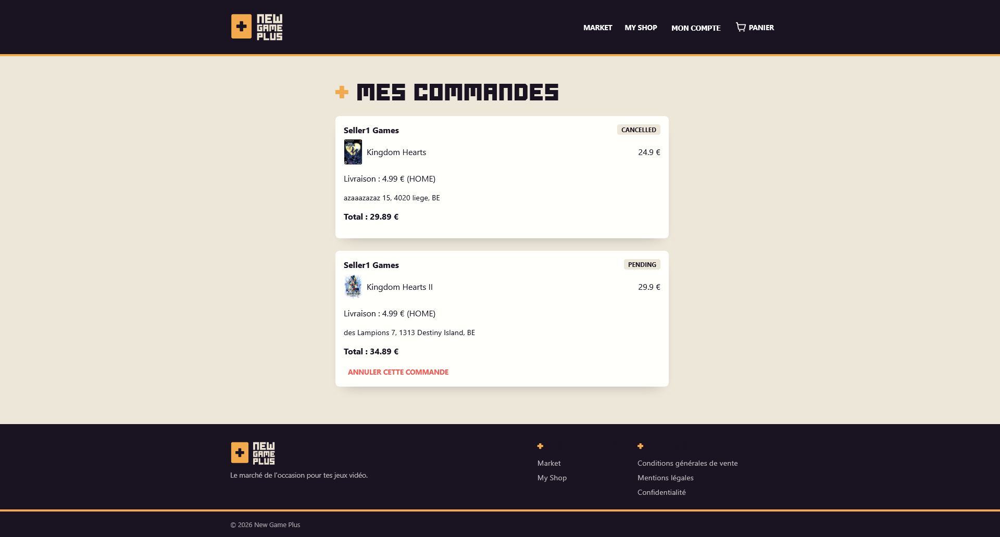 NEW
GAME
PLUS
MARKET
MY SHOP
MON COMPTE
PANIER
MES COMMANDES
Seller1 Games
CANCELLED
Kingdom Hearts
24.9 €
Livraison : 4.99 € (HOME)
azaaazazaz 15, 4020 liege, BE
Total : 29.89 €
Seller1 Games
PENDING
Kingdom Hearts II
29.9 €
Livraison : 4.99 € (HOME)
des Lampions 7, 1313 Destiny Island, BE
Total : 34.89 €
ANNULER CETTE COMMANDE
NEW
GAME
PLUS
Le marché de l'occasion pour tes jeux vidéo.
Market
My Shop
Conditions générales de vente
Mentions légales
Confidentialité
© 2026 New Game Plus